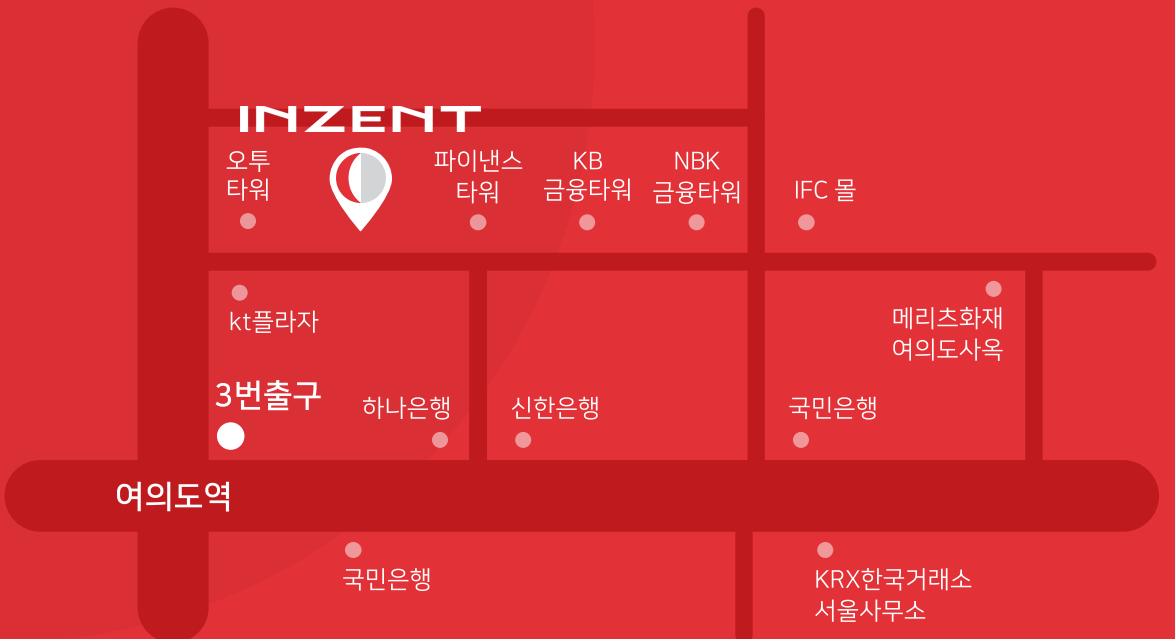 INZENT
오투
타워
파이낸스
타워
KB
금융타워
NBK
금융타워
IFC 몰
kt플라자
메리츠화재
여의도사옥
3번출구
하나은행
신한은행
국민은행
여의도역
국민은행
KRX한국거래소
서울사무소